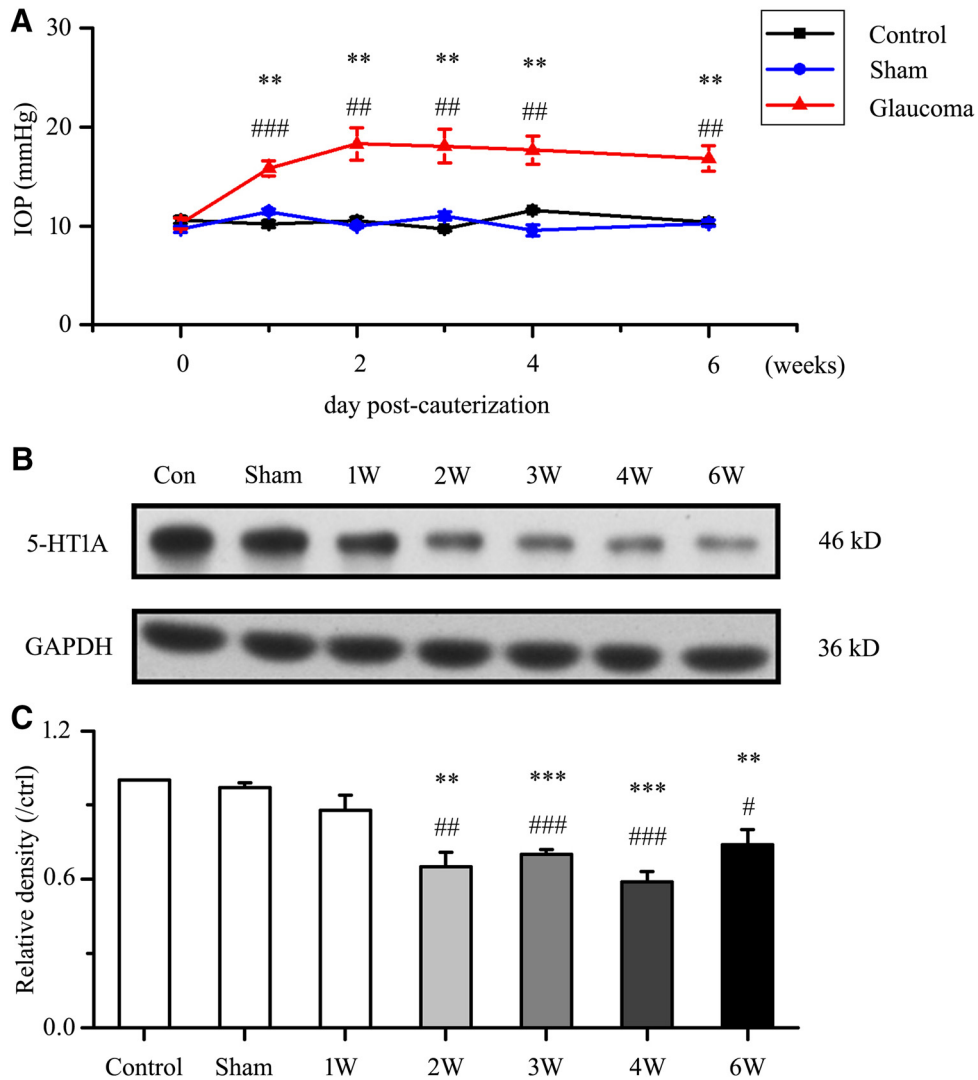 A
30
20
10
0
IOP (mmHg)
** ** ** ** **
### ## ## ## ##
Control
Sham
Glaucoma
0 2 4 6 (weeks)
day post-cauterization
B
Con Sham 1W 2W 3W 4W 6W
5-HT1A 46 kD
GAPDH 36 kD
C
1.2
0.6
0.0
Relative density (/ctrl)
** *** *** **
## ### ### #
Control Sham 1W 2W 3W 4W 6W